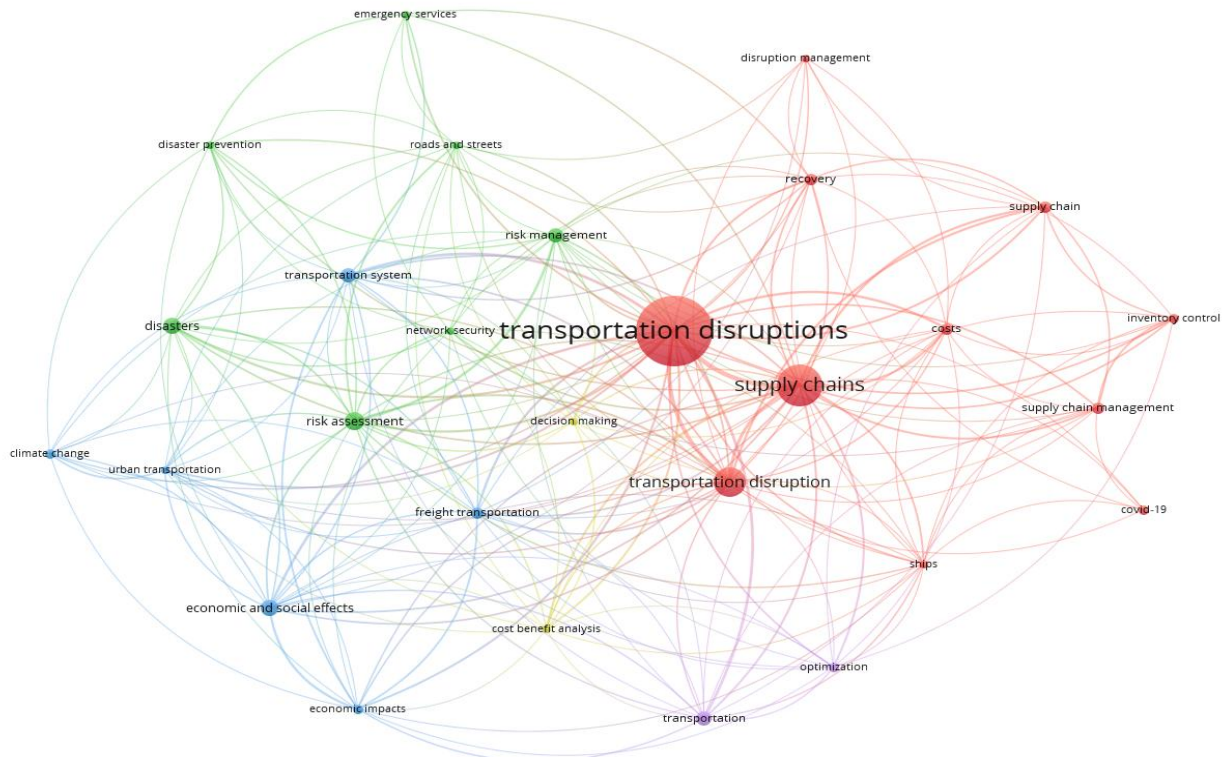 emergency services
disruption management
disaster prevention
roads and streets
recovery
supply chain
risk management
transportation system
disasters
network security
transportation disruptions
costs
inventory control
supply chains
supply chain management
risk assessment
decision making
climate change
urban transportation
transportation disruption
freight transportation
covid-19
ships
economic and social effects
cost benefit analysis
optimization
economic impacts
transportation